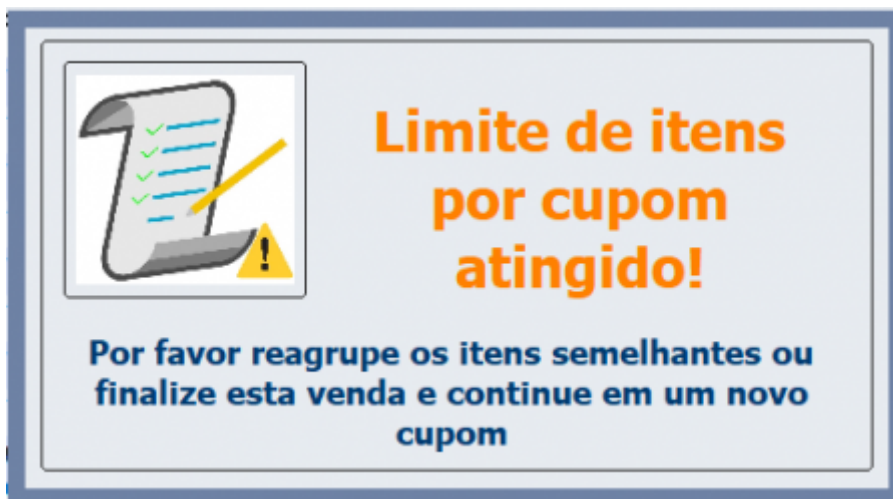 Limite de itens
por cupom
atingido!
Por favor reagrupe os itens semelhantes ou
finalize esta venda e continue em um novo
cupom